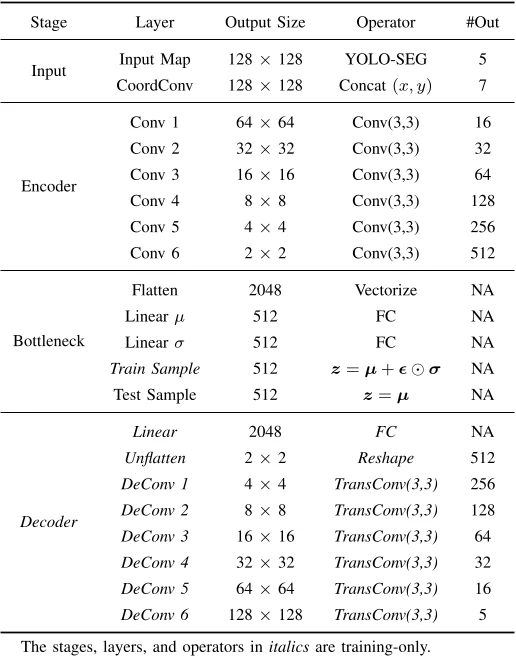 Stage Layer Output Size Operator #Out
Input Map 128 × 128 YOLO-SEG 5
Input
CoordConv 128 × 128 Concat (x, y) 7
Conv 1 64 × 64 Conv(3,3) 16
Conv 2 32 × 32 Conv(3,3) 32
Conv 3 16 × 16 Conv(3,3) 64
Encoder
Conv 4 8 × 8 Conv(3,3) 128
Conv 5 4 × 4 Conv(3,3) 256
Conv 6 2 × 2 Conv(3,3) 512
Flatten 2048 Vectorize NA
Linear μ 512 FC NA
Bottleneck Linear σ 512 FC NA
Train Sample 512 z = μ + ϵ ⊙ σ NA
Test Sample 512 z = μ NA
Linear 2048 FC NA
Unflatten 2 × 2 Reshape 512
DeConv 1 4 × 4 TransConv(3,3) 256
DeConv 2 8 × 8 TransConv(3,3) 128
Decoder
DeConv 3 16 × 16 TransConv(3,3) 64
DeConv 4 32 × 32 TransConv(3,3) 32
DeConv 5 64 × 64 TransConv(3,3) 16
DeConv 6 128 × 128 TransConv(3,3) 5
The stages, layers, and operators in italics are training-only.